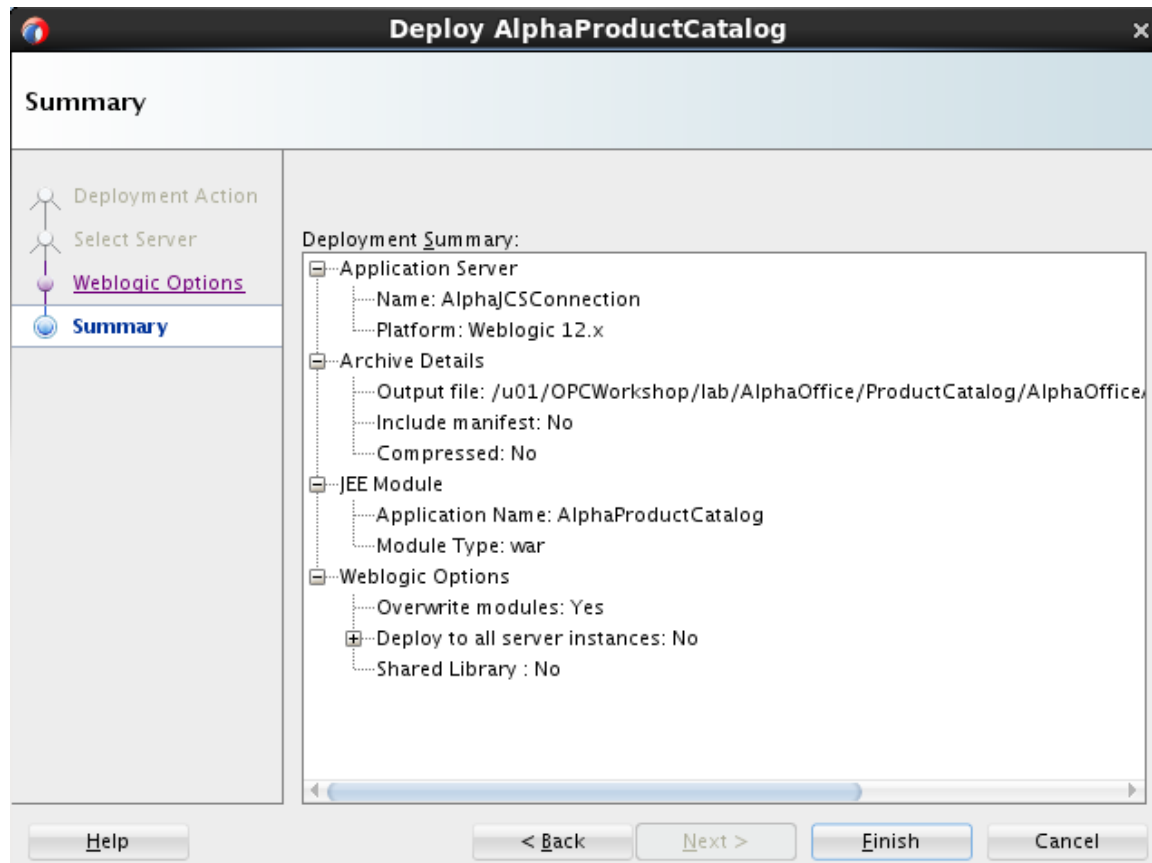 Deploy AlphaProductCatalog
Summary
Deployment Action
Select Server
Weblogic Options
Summary
Deployment Summary:
Application Server
Name: AlphaJCSConnection
Platform: Weblogic 12.x
Archive Details
Output file: /u01/OPCWorkshop/lab/AlphaOffice/ProductCatalog/AlphaOffice/
Include manifest: No
Compressed: No
JEE Module
Application Name: AlphaProductCatalog
Module Type: war
Weblogic Options
Overwrite modules: Yes
Deploy to all server instances: No
Shared Library : No
Help
< Back
Next >
Finish
Cancel